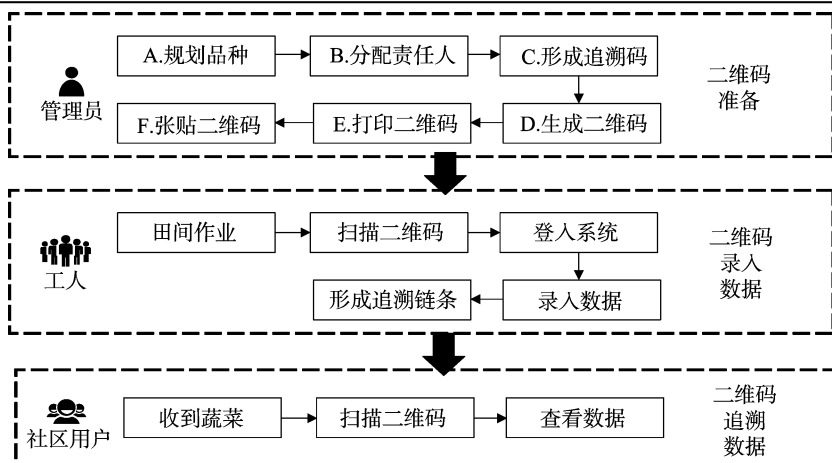 A.规划品种
B.分配责任人
C.形成追溯码
二维码
准备
管理员
F.张贴二维码
E.打印二维码
D.生成二维码
田间作业
扫描二维码
登入系统
二维码
录入
数据
工人
形成追溯链条
录入数据
收到蔬菜
扫描二维码
查看数据
二维码
追溯
数据
社区用户